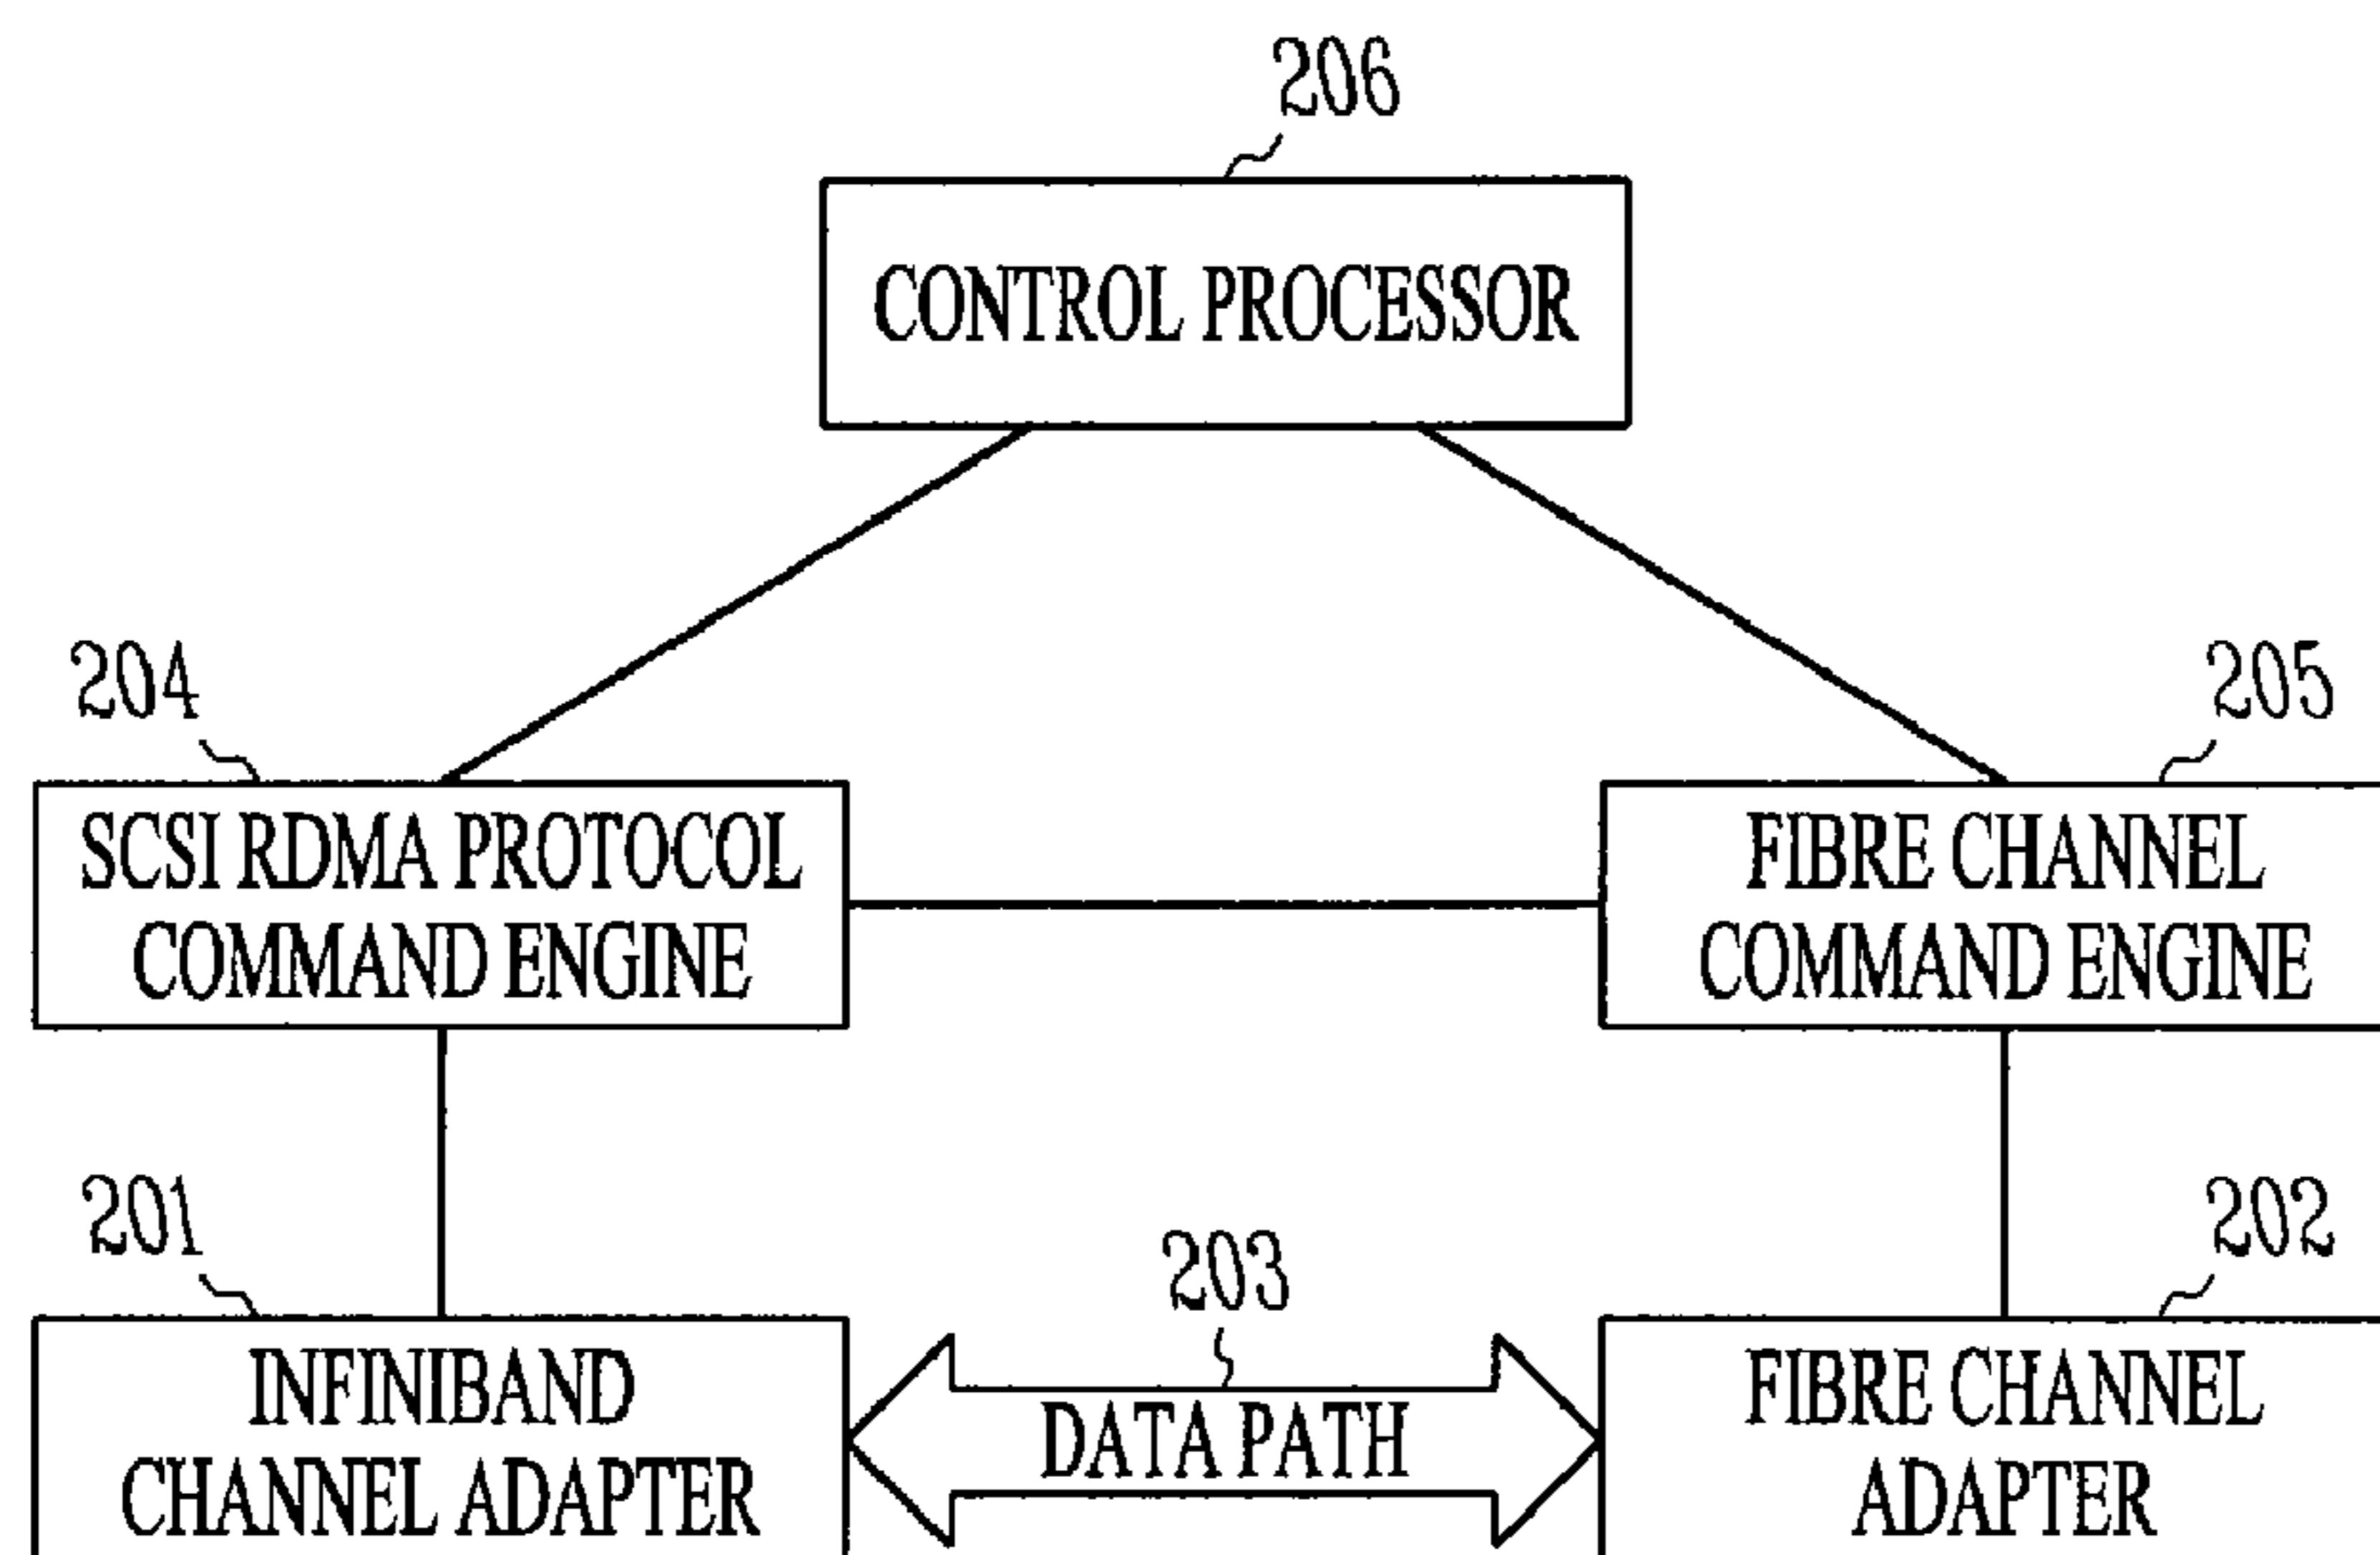 206
CONTROL PROCESSOR
204
205
SCSI RDMA PROTOCOL
COMMAND ENGINE
FIBRE CHANNEL
COMMAND ENGINE
201
203
202
INFINIBAND
CHANNEL ADAPTER
DATA PATH
FIBRE CHANNEL
ADAPTER